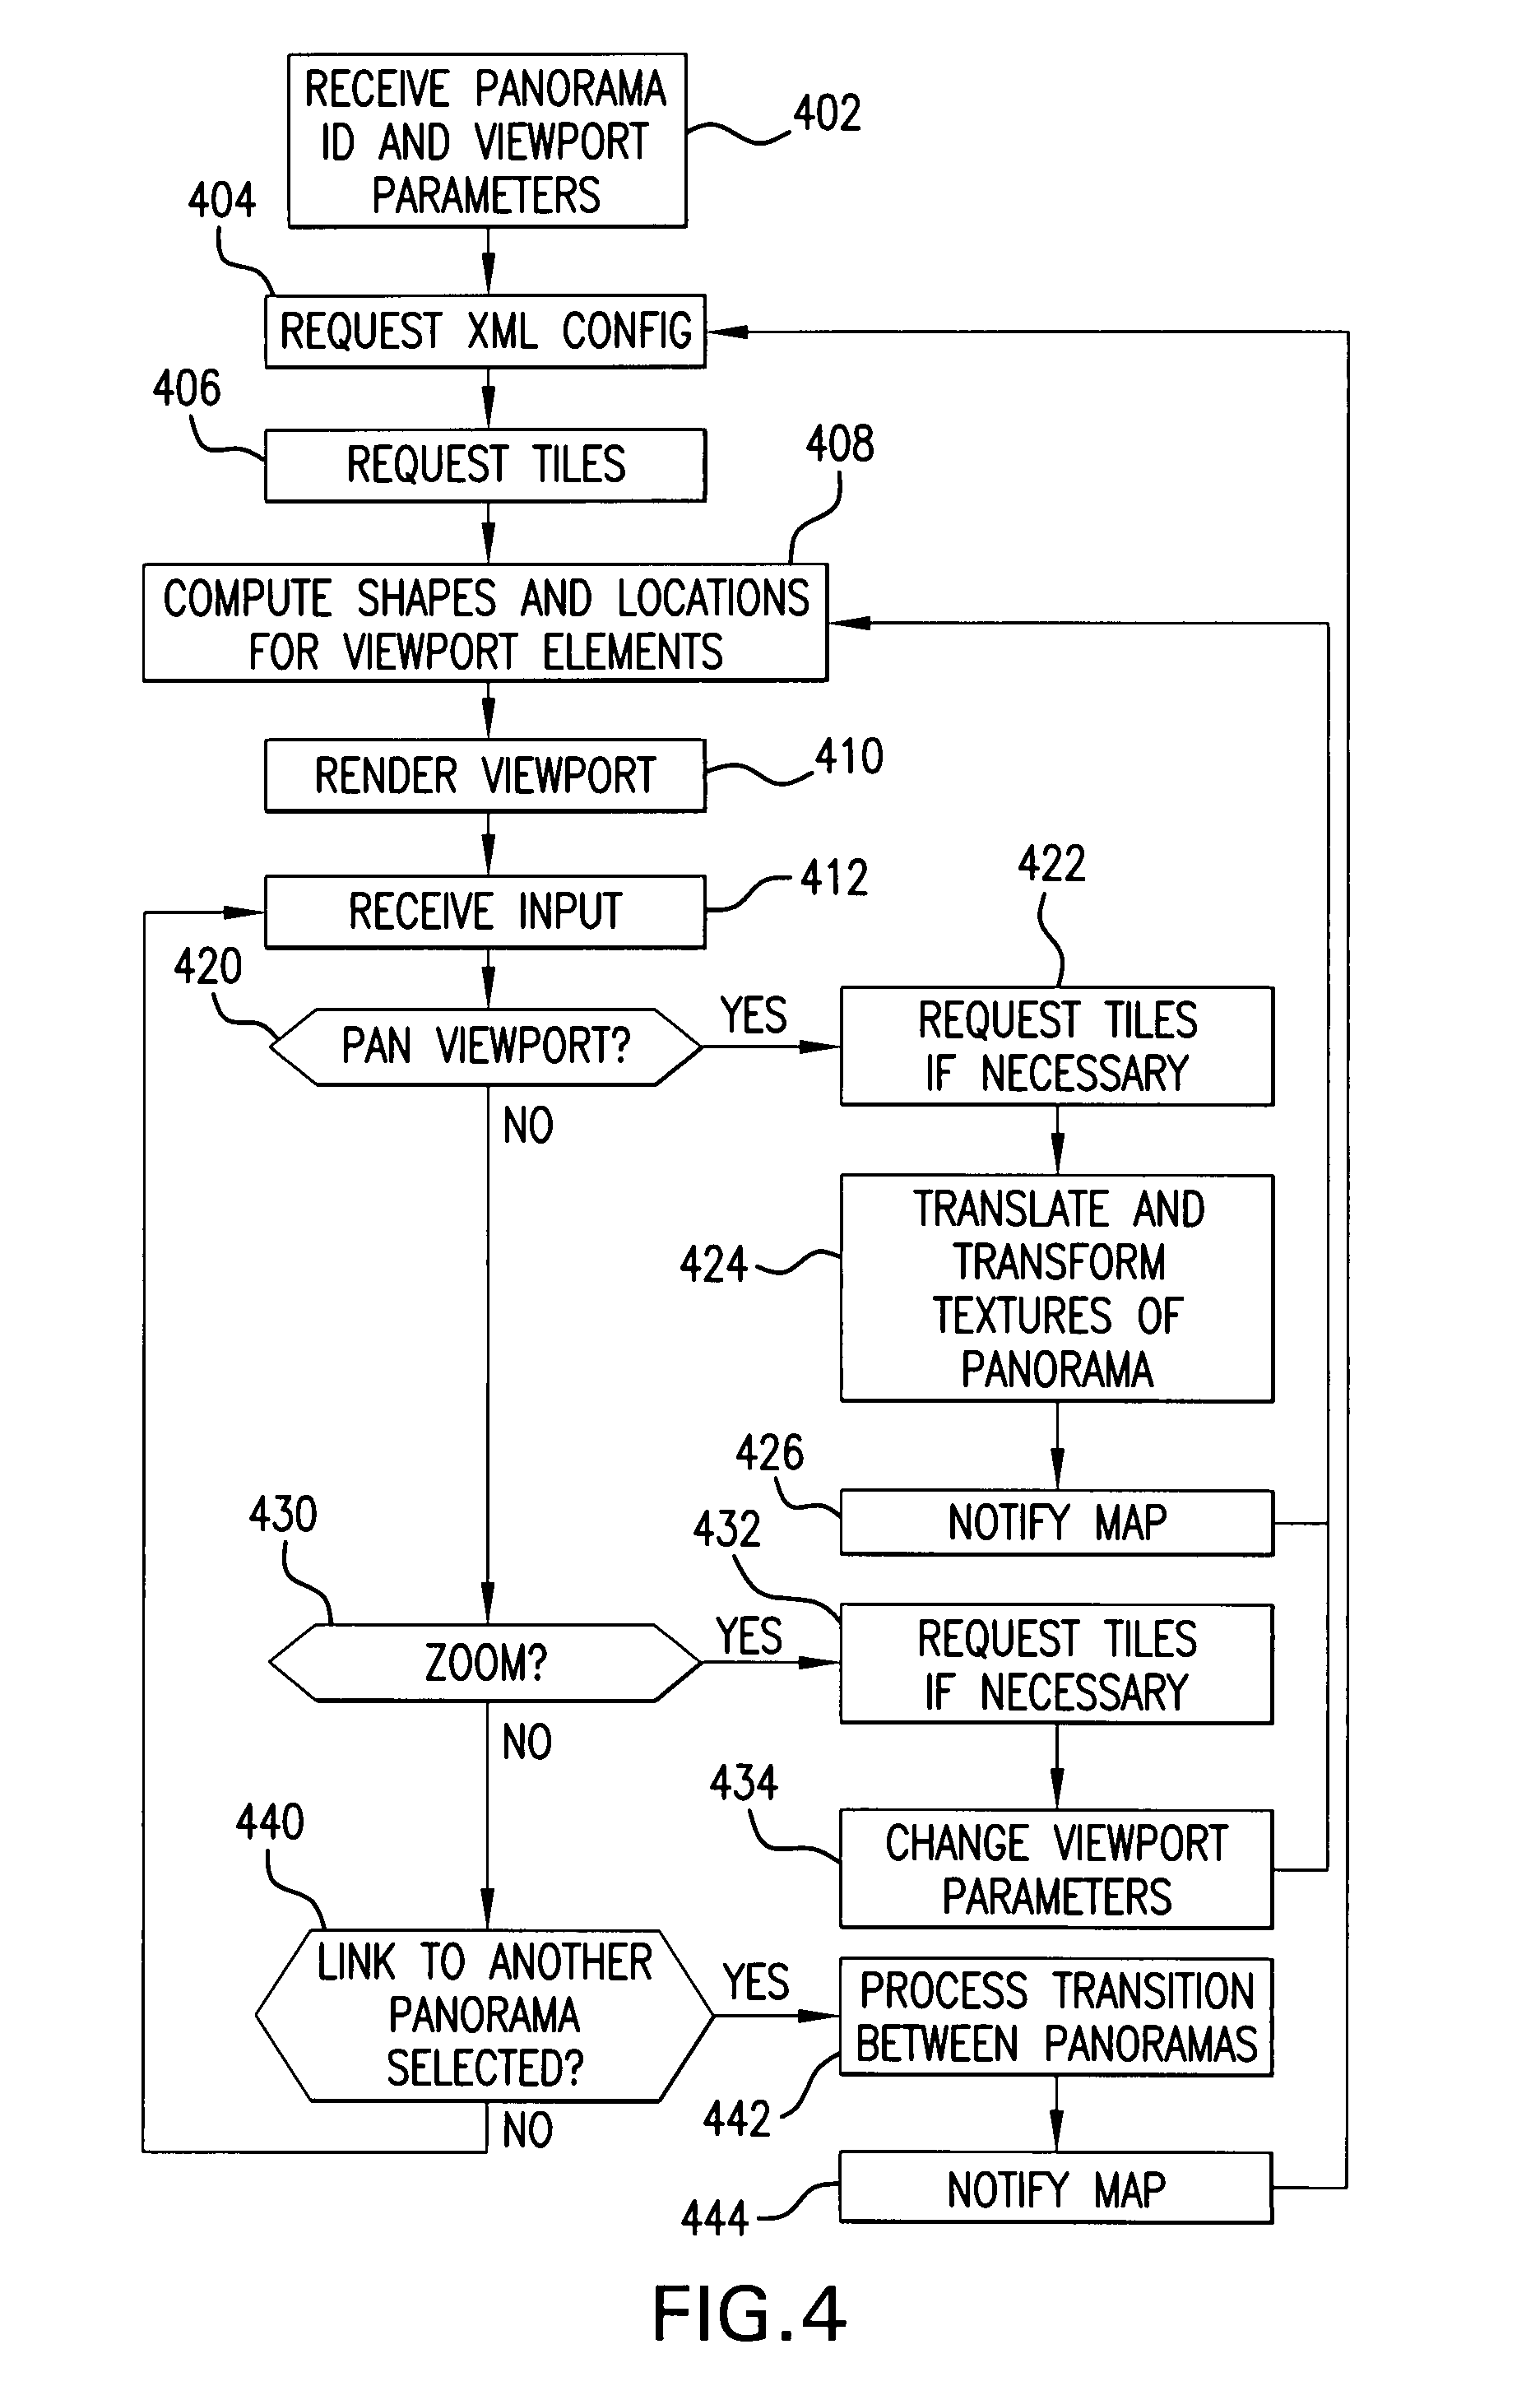 RECEIVE PANORAMA
ID AND VIEWPORT
PARAMETERS
402
404
REQUEST XML CONFIG
406
REQUEST TILES
408
COMPUTE SHAPES AND LOCATIONS
FOR VIEWPORT ELEMENTS
RENDER VIEWPORT
410
RECEIVE INPUT
412
420
PAN VIEWPORT?
YES
NO
422
REQUEST TILES
IF NECESSARY
424
TRANSLATE AND
TRANSFORM
TEXTURES OF
PANORAMA
426
NOTIFY MAP
430
ZOOM?
YES
NO
432
REQUEST TILES
IF NECESSARY
434
CHANGE VIEWPORT
PARAMETERS
440
LINK TO ANOTHER
PANORAMA
SELECTED?
YES
NO
PROCESS TRANSITION
BETWEEN PANORAMAS
442
NOTIFY MAP
444
FIG.4